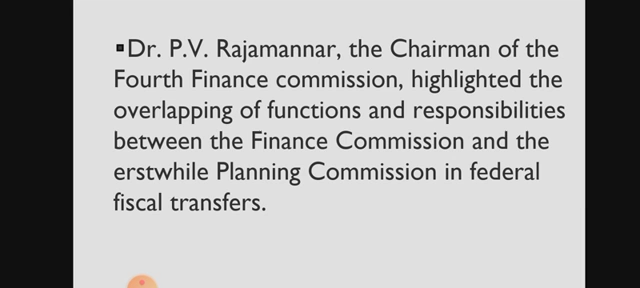 ▪Dr. P.V. Rajamannar, the Chairman of the
Fourth Finance commission, highlighted the
overlapping of functions and responsibilities
between the Finance Commission and the
erstwhile Planning Commission in federal
fiscal transfers.